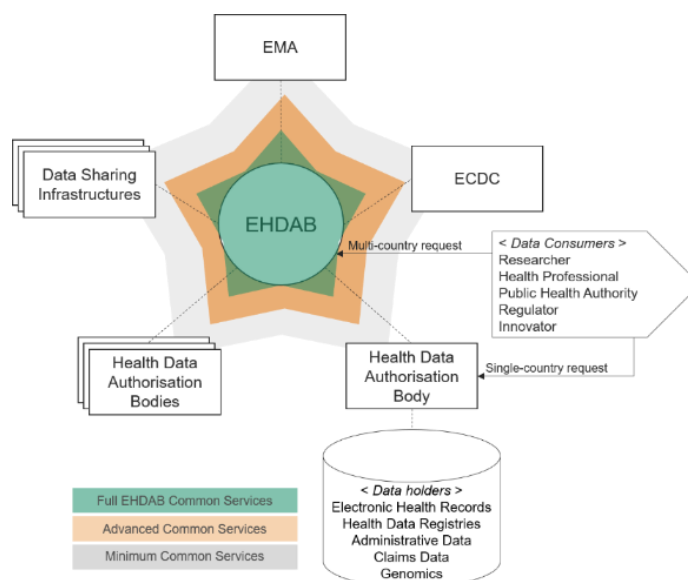 EMA
Data Sharing
Infrastructures
ECDC
EHDAB
Multi-country request
< Data Consumers >
Researcher
Health Professional
Public Health Authority
Regulator
Innovator
Health Data
Authorisation
Bodies
Health Data
Authorisation
Body
Single-country request
< Data holders >
Electronic Health Records
Health Data Registries
Administrative Data
Claims Data
Genomics
Full EHDAB Common Services
Advanced Common Services
Minimum Common Services